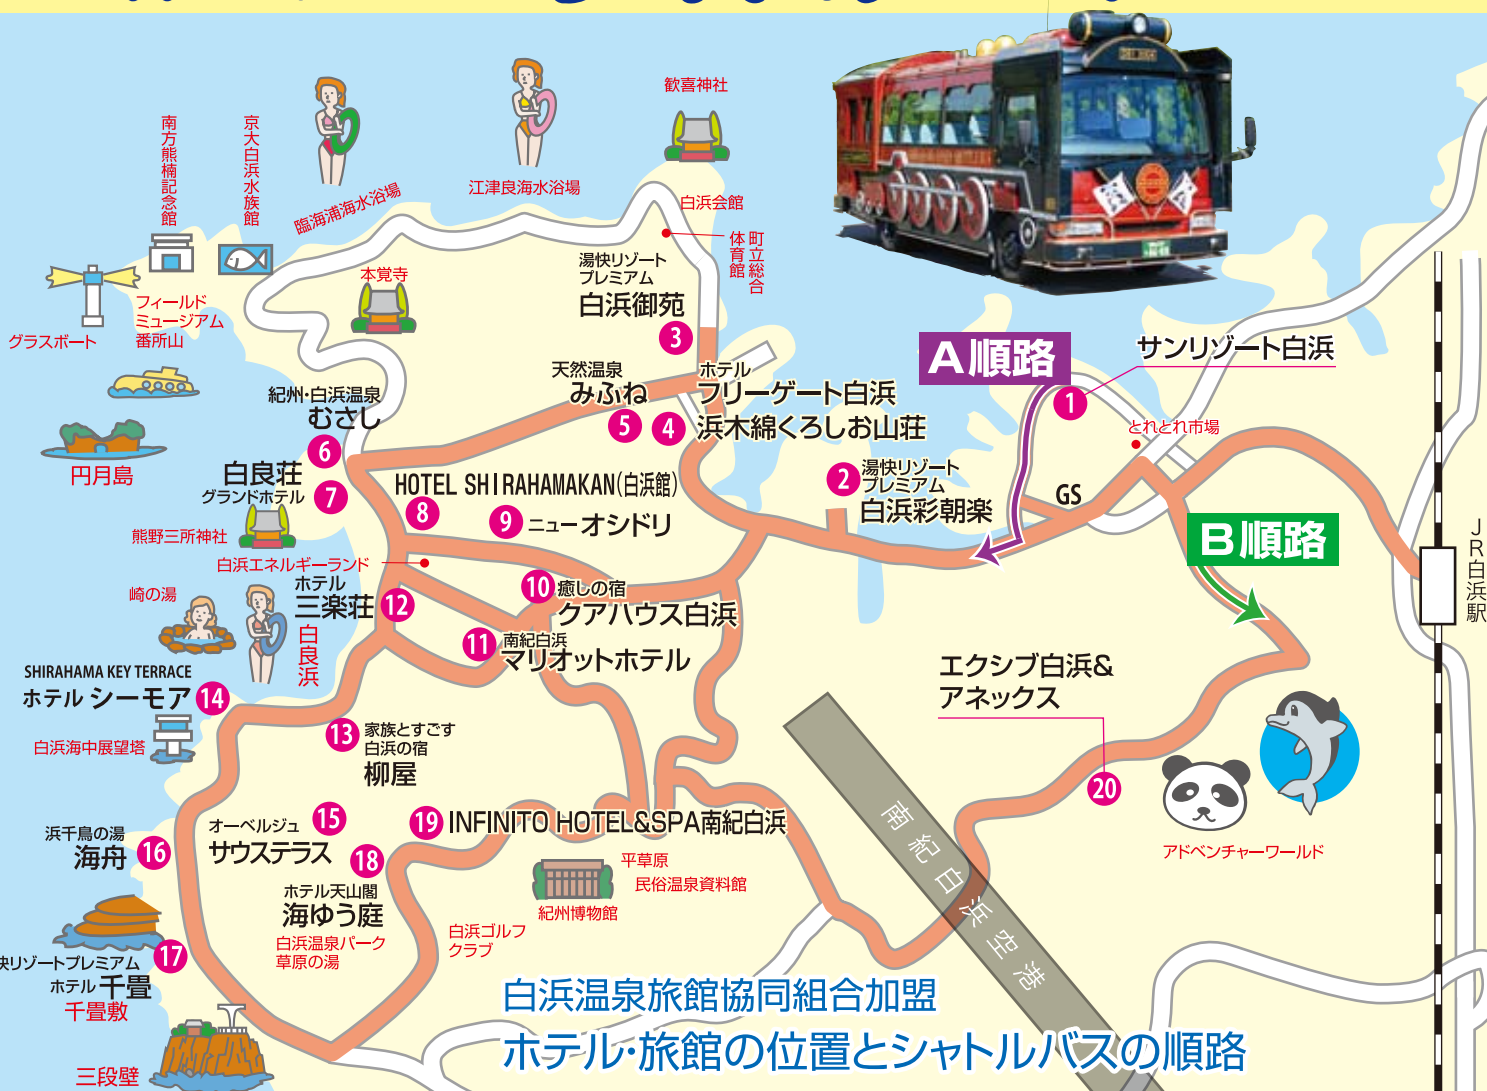 歓喜神社
南方熊楠記念館
京大白浜水族館
臨海浦海水浴場
江津良海水浴場
白浜会館
町立総合
体育館
本覚寺
グラスボート
フィールド
ミュージアム
番所山
湯快リゾート
プレミアム
白浜御苑
3
A順路
サンリゾート白浜
1
とれとれ市場
天然温泉
みふね
5
4
ホテル
フリーゲート白浜
浜木綿くろしお山荘
紀州・白浜温泉
むさし
6
円月島
白良荘
グランドホテル
7
HOTEL SHIRAHAMAKAN(白浜館)
8
9
ニューオシドリ
2
湯快リゾート
プレミアム
白浜彩朝楽
GS
B順路
JR白浜駅
熊野三所神社
白浜エネルギーランド
崎の湯
ホテル
三楽荘
12
白良浜
10
癒しの宿
クアハウス白浜
11
南紀白浜
マリオットホテル
エクシブ白浜&
アネックス
20
SHIRAHAMA KEY TERRACE
ホテル シーモア
14
白浜海中展望塔
13
家族とすごす
白浜の宿
柳屋
オーベルジュ
サウステラス
15
19
INFINITO HOTEL&SPA南紀白浜
浜千鳥の湯
海舟
16
18
ホテル天山閣
海ゆう庭
白浜温泉パーク
草原の湯
平草原
民俗温泉資料館
紀州博物館
白浜ゴルフ
クラブ
南紀白浜空港
アドベンチャーワールド
17
快リゾートプレミアム
ホテル 千畳
千畳敷
三段壁
白浜温泉旅館協同組合加盟
ホテル・旅館の位置とシャトルバスの順路